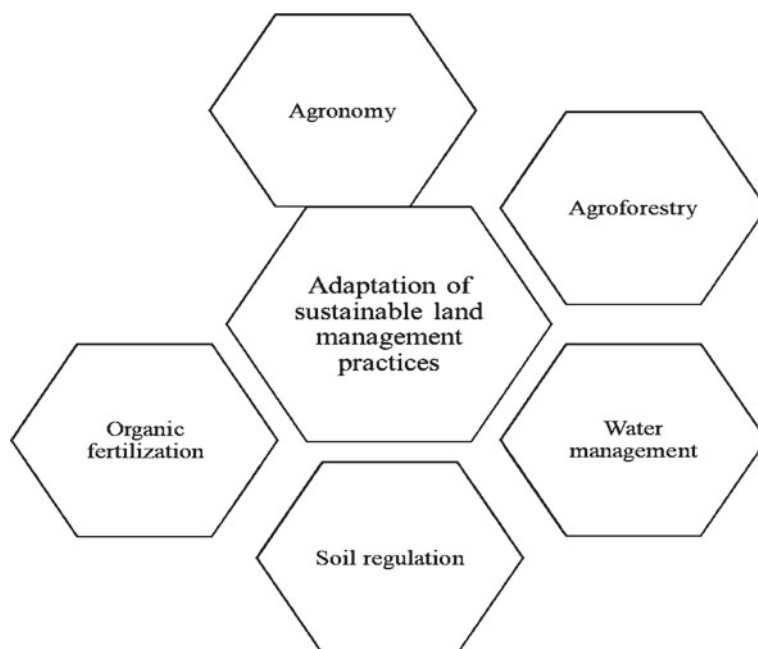 Agronomy
Agroforestry
Adaptation of
sustainable land
management
practices
Organic
fertilization
Water
management
Soil regulation